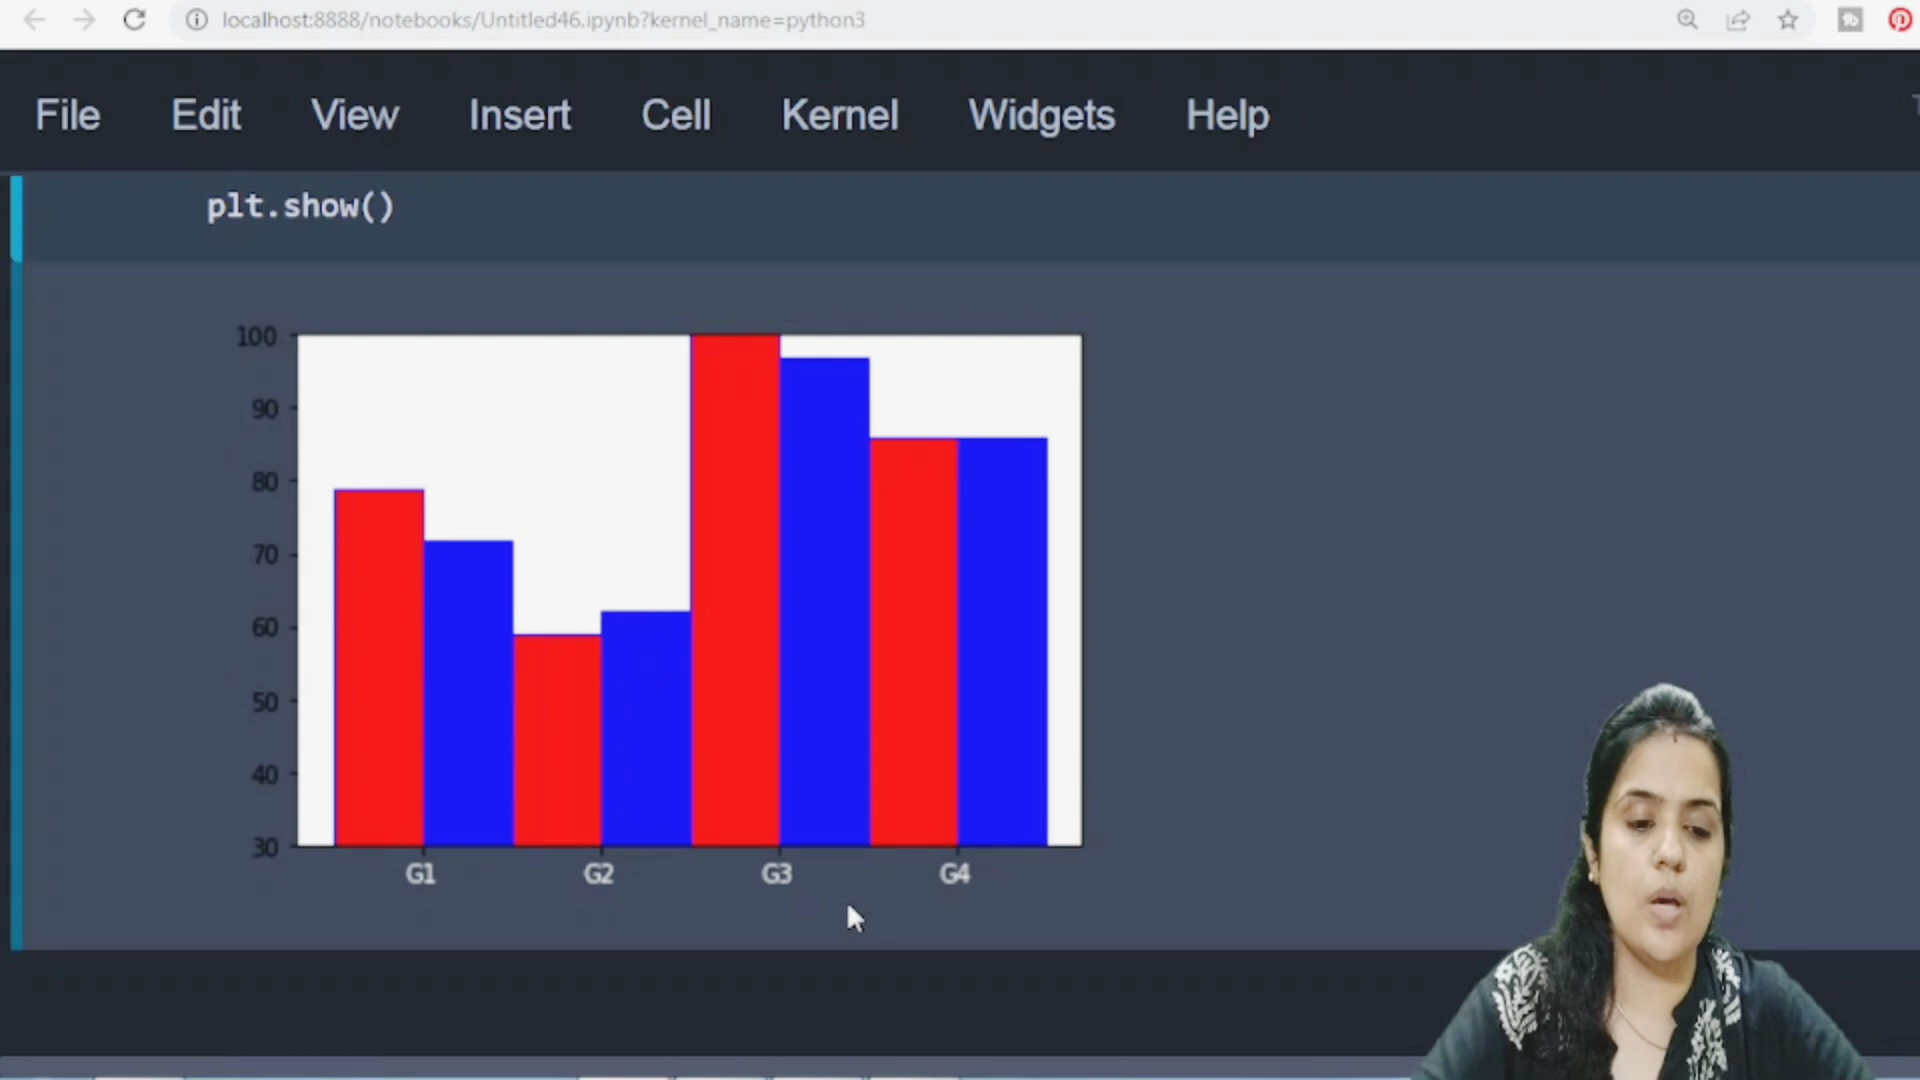 localhost:8888/notebooks/Untitled46.ipynb?kernel_name=python3
File Edit View Insert Cell Kernel Widgets Help
plt.show()
100
90
80
70
60
50
40
30
G1 G2 G3 G4